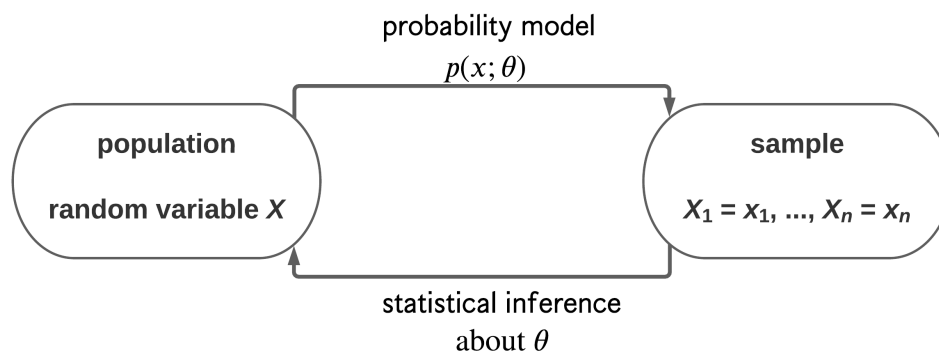 probability model
p(x; θ)
population
random variable X
sample
X₁ = x₁, ..., Xₙ = xₙ
statistical inference
about θ